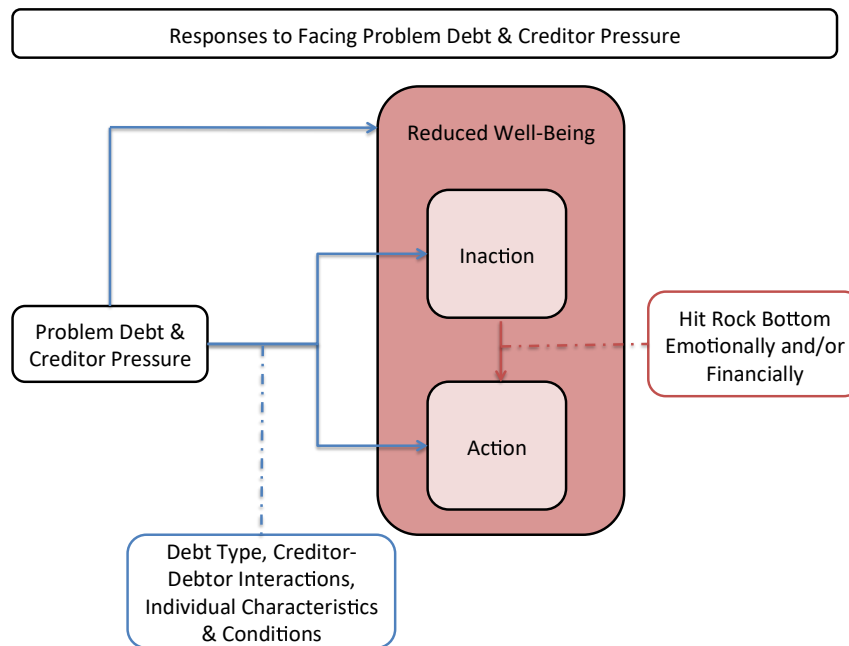 Responses to Facing Problem Debt & Creditor Pressure
Reduced Well-Being
Inaction
Problem Debt &
Creditor Pressure
Hit Rock Bottom
Emotionally and/or
Financially
Action
Debt Type, Creditor-
Debtor Interactions,
Individual Characteristics
& Conditions